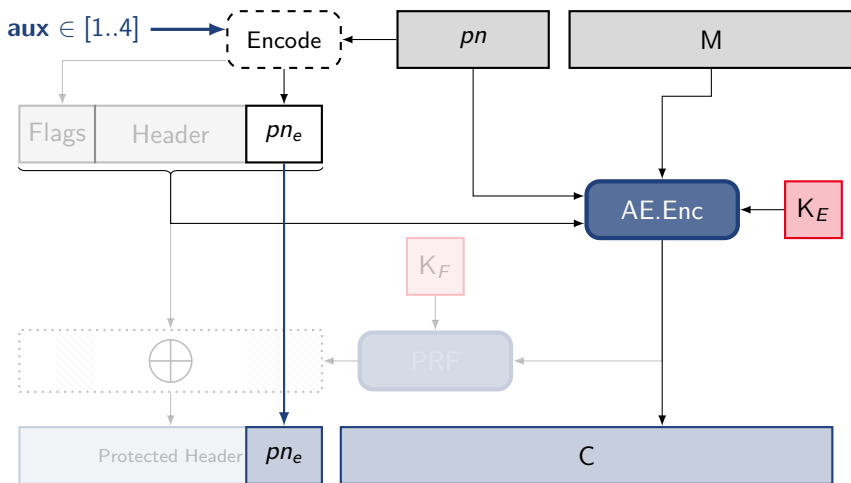 aux ∈ [1..4]
Encode
pn
M
Flags
Header
pnₑ
AE.Enc
K_E
K_F
PRF
Protected Header
pnₑ
C